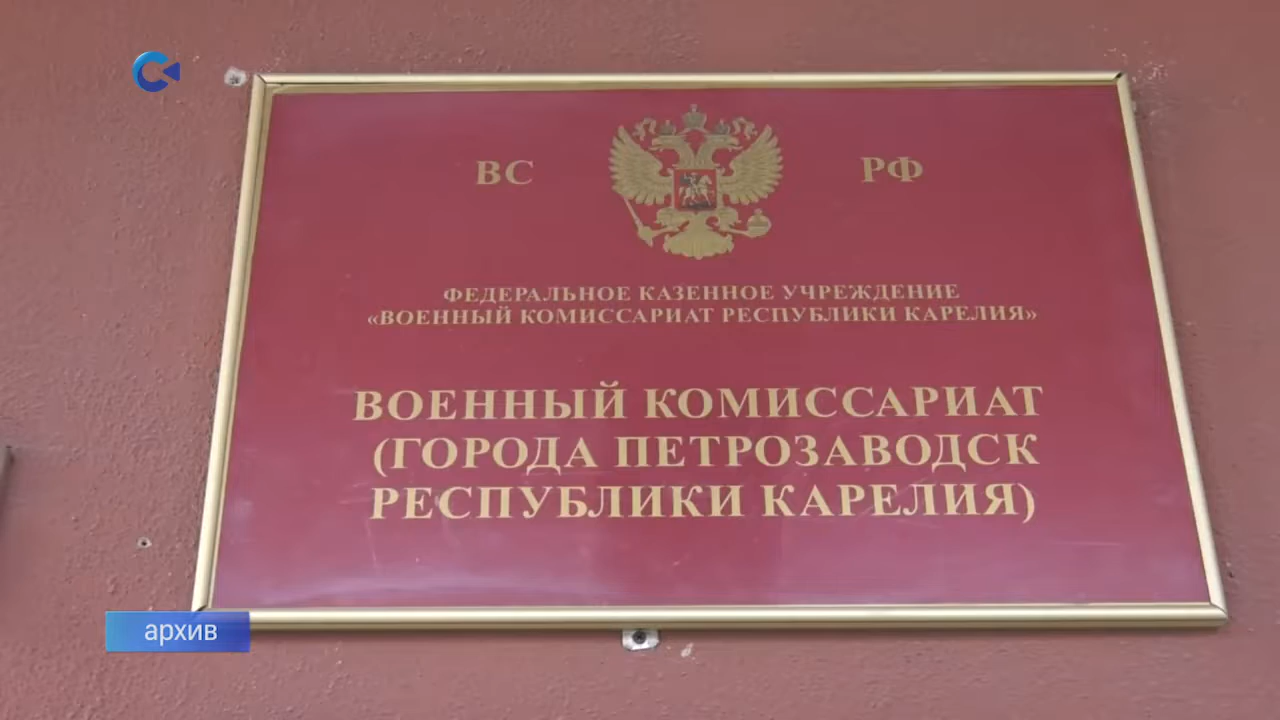 ВС РФ
ФЕДЕРАЛЬНОЕ КАЗЕННОЕ УЧРЕЖДЕНИЕ
«ВОЕННЫЙ КОМИССАРИАТ РЕСПУБЛИКИ КАРЕЛИЯ»
ВОЕННЫЙ КОМИССАРИАТ
(ГОРОДА ПЕТРОЗАВОДСК
РЕСПУБЛИКИ КАРЕЛИЯ)
архив